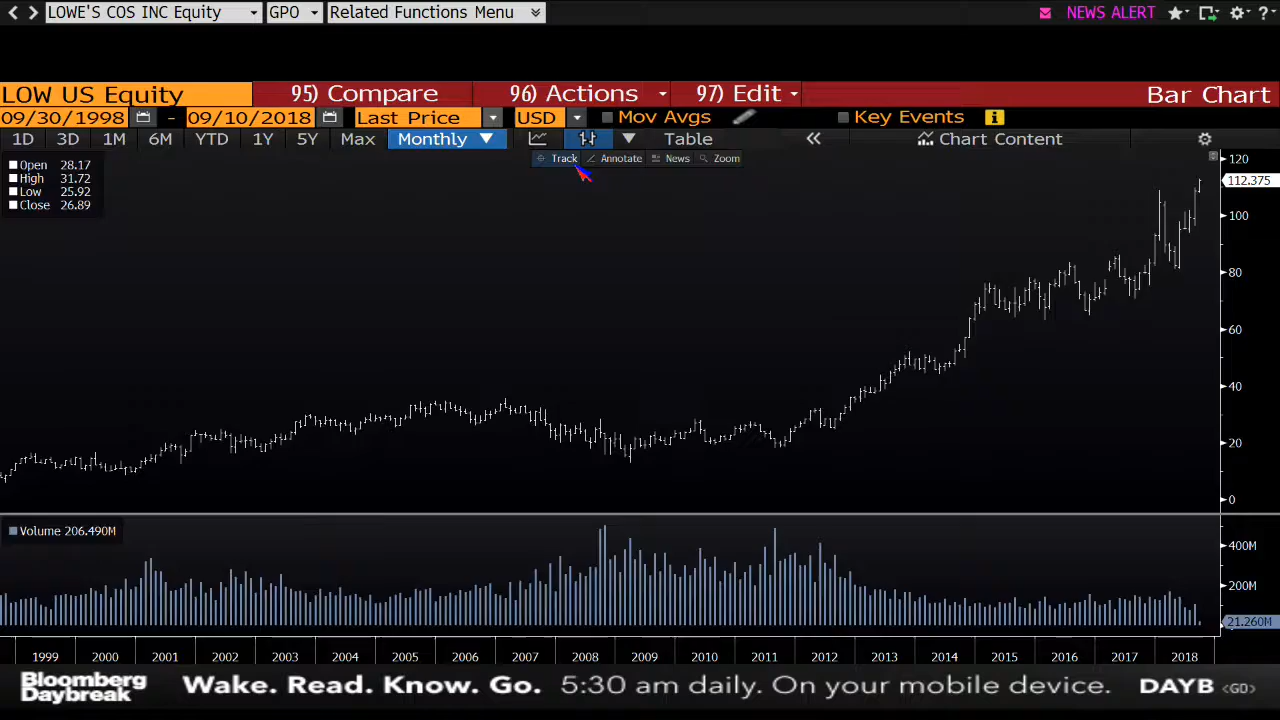 LOWE'S COS INC Equity GPO Related Functions Menu NEWS ALERT ?
LOW US Equity 95) Compare 96) Actions 97) Edit Bar Chart
09/30/1998 - 09/10/2018 Last Price USD Mov Avgs Key Events i
1D 3D 1M 6M YTD 1Y 5Y Max Monthly Table Chart Content
Track Annotate News Zoom
Open 28.17
High 31.72
Low 25.92
Close 26.89
120
112.375
100
80
60
40
20
0
Volume 206.490M
400M
200M
21.260M
1999 2000 2001 2002 2003 2004 2005 2006 2007 2008 2009 2010 2011 2012 2013 2014 2015 2016 2017 2018
Bloomberg
Daybreak
Wake. Read. Know. Go. 5:30 am daily. On your mobile device. DAYB <GO>